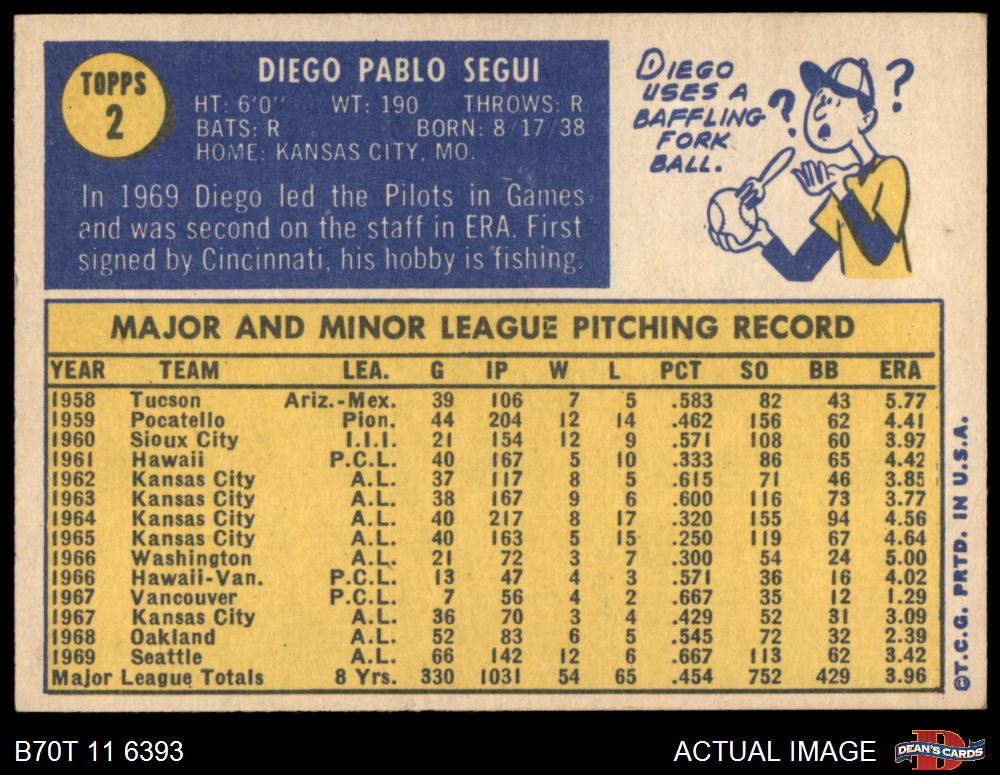 TOPPS
2
DIEGO PABLO SEGUI
HT: 6'0" WT: 190 THROWS: R
BATS: R BORN: 8/17/38
HOME: KANSAS CITY, MO.
In 1969 Diego led the Pilots in Games
and was second on the staff in ERA. First
signed by Cincinnati, his hobby is fishing.
DIEGO
USES A
BAFFLING
FORK
BALL.
? ?
MAJOR AND MINOR LEAGUE PITCHING RECORD
YEAR TEAM LEA. G IP W L PCT SO BB ERA
1958 Tucson Ariz.-Mex. 39 106 7 5 .583 82 43 5.77
1959 Pocatello Pion. 44 204 12 14 .462 156 62 4.41
1960 Sioux City I.I.I. 21 154 12 9 .571 108 60 3.97
1961 Hawaii P.C.L. 40 167 5 10 .333 86 65 4.42
1962 Kansas City A.L. 37 117 8 5 .615 71 46 3.85
1963 Kansas City A.L. 38 167 9 6 .600 116 73 3.77
1964 Kansas City A.L. 40 217 8 17 .320 155 94 4.56
1965 Kansas City A.L. 40 163 5 15 .250 119 67 4.64
1966 Washington A.L. 21 72 3 7 .300 54 24 5.00
1966 Hawaii-Van. P.C.L. 13 47 4 3 .571 36 16 4.02
1967 Vancouver P.C.L. 7 56 4 2 .667 35 12 1.29
1967 Kansas City A.L. 36 70 3 4 .429 52 31 3.09
1968 Oakland A.L. 52 83 6 5 .545 72 32 2.39
1969 Seattle A.L. 66 142 12 6 .667 113 62 3.42
Major League Totals 8 Yrs. 330 1031 54 65 .454 752 429 3.96
©T.C.G. PRTD. IN U.S.A.
B70T 11 6393
ACTUAL IMAGE
DEAN'S CARDS